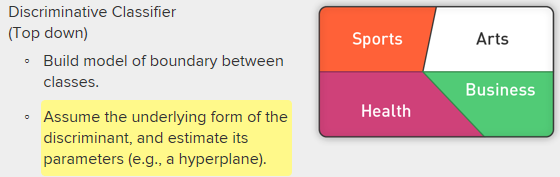 Discriminative Classifier
(Top down)
◦ Build model of boundary between
classes.
◦ Assume the underlying form of the
discriminant, and estimate its
parameters (e.g., a hyperplane).
Sports
Arts
Business
Health